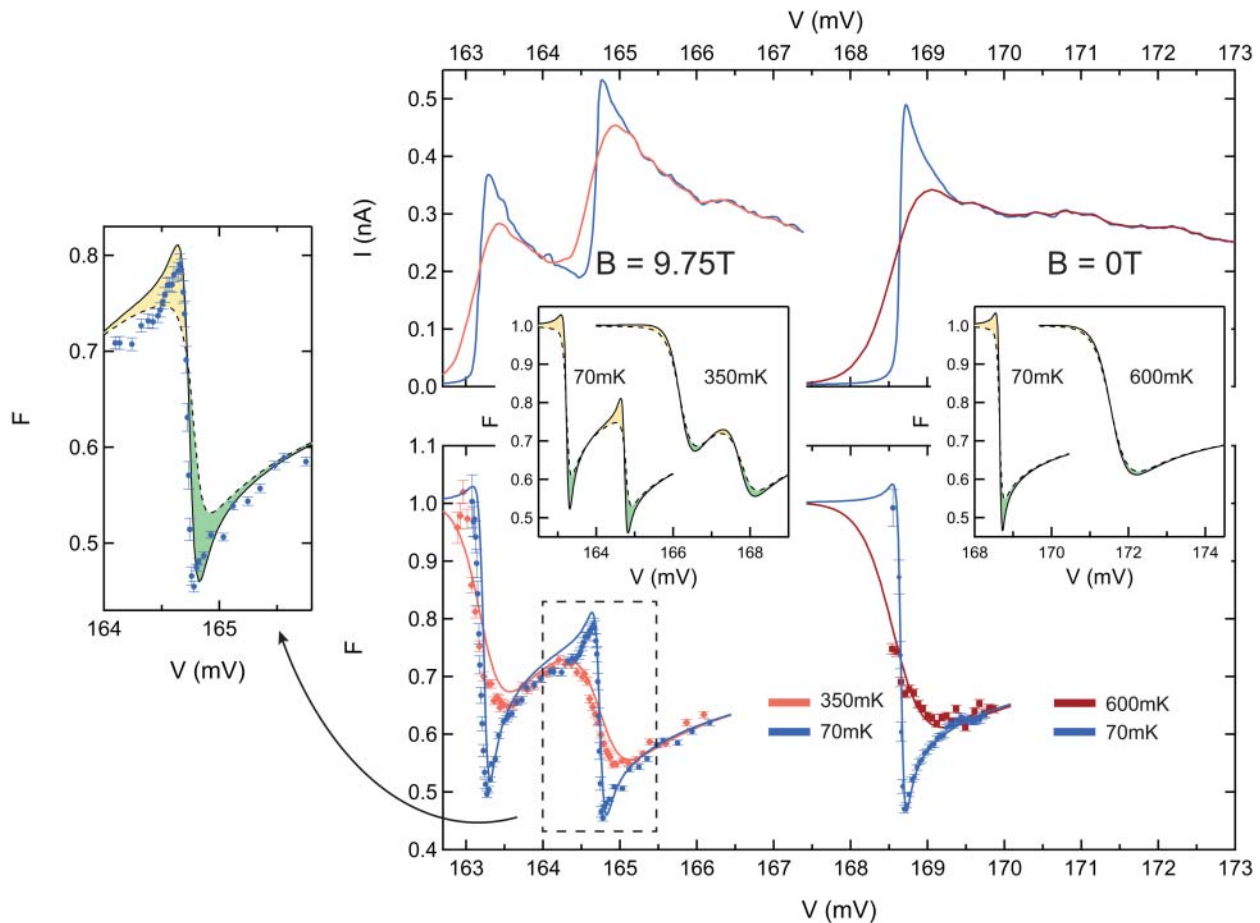 V (mV)
163 164 165 166 167 168 169 170 171 172 173
I (nA)
0.5
0.4
0.3
0.2
0.1
0.0
B = 9.75T
B = 0T
F
0.8
0.7
0.6
0.5
164 165
V (mV)
F
1.0
0.9
0.8
0.7
0.6
0.5
70mK 350mK
164 166 168
V (mV)
F
1.0
0.9
0.8
0.7
0.6
0.5
70mK 600mK
168 170 172 174
V (mV)
F
1.1
1.0
0.9
0.8
0.7
0.6
0.5
0.4
350mK
70mK
600mK
70mK
163 164 165 166 167 168 169 170 171 172 173
V (mV)